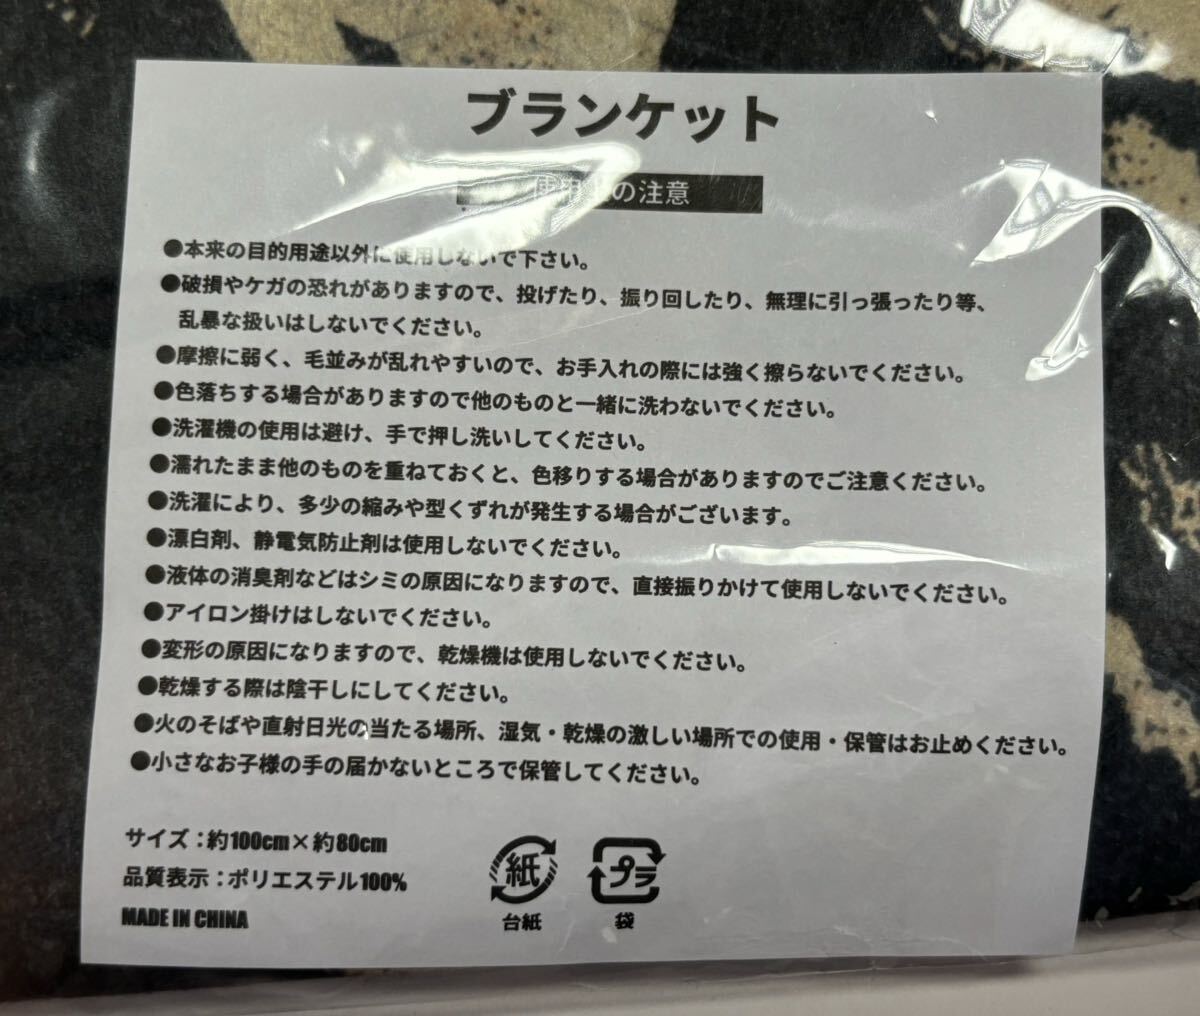 ブランケット
使用上の注意
●本来の目的用途以外に使用しないで下さい。
●破損やケガの恐れがありますので、投げたり、振り回したり、無理に引っ張ったり等、
乱暴な扱いはしないでください。
●摩擦に弱く、毛並みが乱れやすいので、お手入れの際には強く擦らないでください。
●色落ちする場合がありますので他のものと一緒に洗わないでください。
●洗濯機の使用は避け、手で押し洗いしてください。
●濡れたまま他のものを重ねておくと、色移りする場合がありますのでご注意ください。
●洗濯により、多少の縮みや型くずれが発生する場合がございます。
●漂白剤、静電気防止剤は使用しないでください。
●液体の消臭剤などはシミの原因になりますので、直接振りかけて使用しないでください。
●アイロン掛けはしないでください。
●変形の原因になりますので、乾燥機は使用しないでください。
●乾燥する際は陰干しにしてください。
●火のそばや直射日光の当たる場所、湿気・乾燥の激しい場所での使用・保管はお止めください。
●小さなお子様の手の届かないところで保管してください。
サイズ：約100cm×約80cm
品質表示：ポリエステル100%
MADE IN CHINA
紙
台紙
プラ
袋